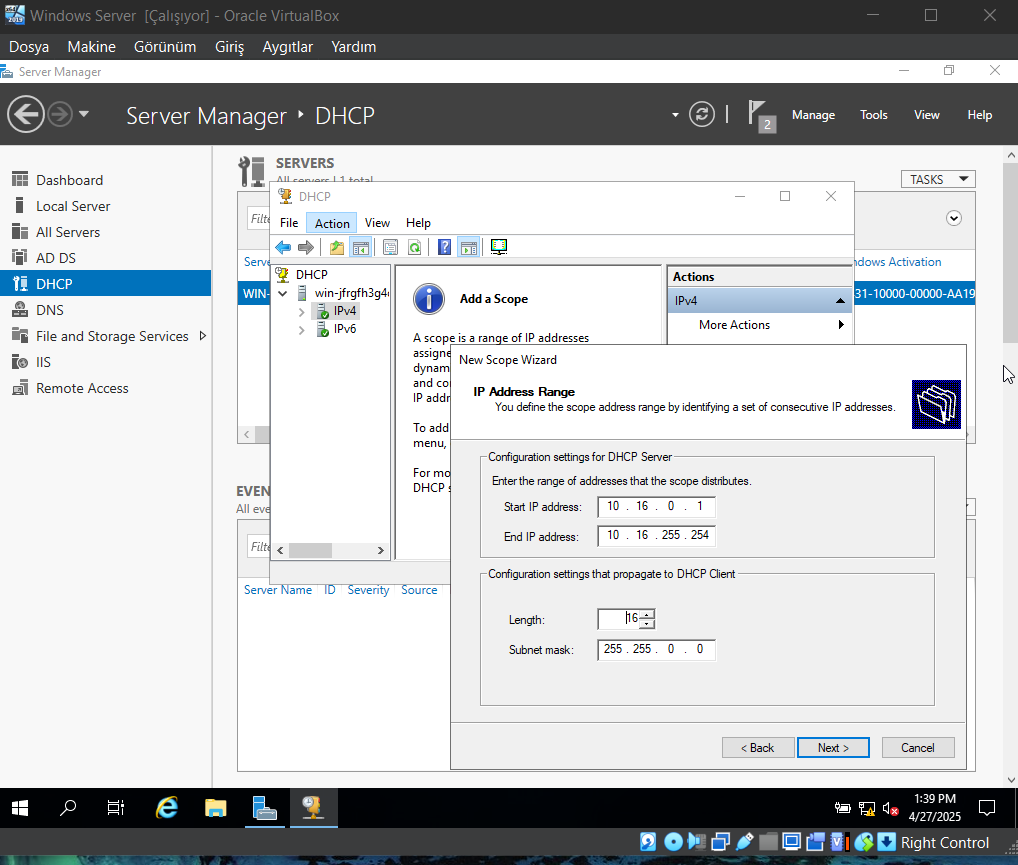 Windows Server [Çalışıyor] - Oracle VirtualBox
Dosya Makine Görünüm Giriş Aygıtlar Yardım
Server Manager
Server Manager DHCP
2
Manage Tools View Help
Dashboard
Local Server
All Servers
AD DS
DHCP
DNS
File and Storage Services
IIS
Remote Access
SERVERS
All servers | 1 total
TASKS
DHCP
File Action View Help
DHCP
win-jfrgfh3g4
IPv4
IPv6
Add a Scope
A scope is a range of IP addresses
assigne
dynam
and co
IP addr
To add
menu,
For mo
DHCP s
Actions
IPv4
More Actions
Filte
Serve
ndows Activation
WIN-
31-10000-00000-AA19
EVEN
All eve
Filte
Server Name ID Severity Source
New Scope Wizard
IP Address Range
You define the scope address range by identifying a set of consecutive IP addresses.
Configuration settings for DHCP Server
Enter the range of addresses that the scope distributes.
Start IP address: 10 . 16 . 0 . 1
End IP address: 10 . 16 . 255 . 254
Configuration settings that propagate to DHCP Client
Length: 16
Subnet mask: 255 . 255 . 0 . 0
< Back Next > Cancel
1:39 PM
4/27/2025
Right Control